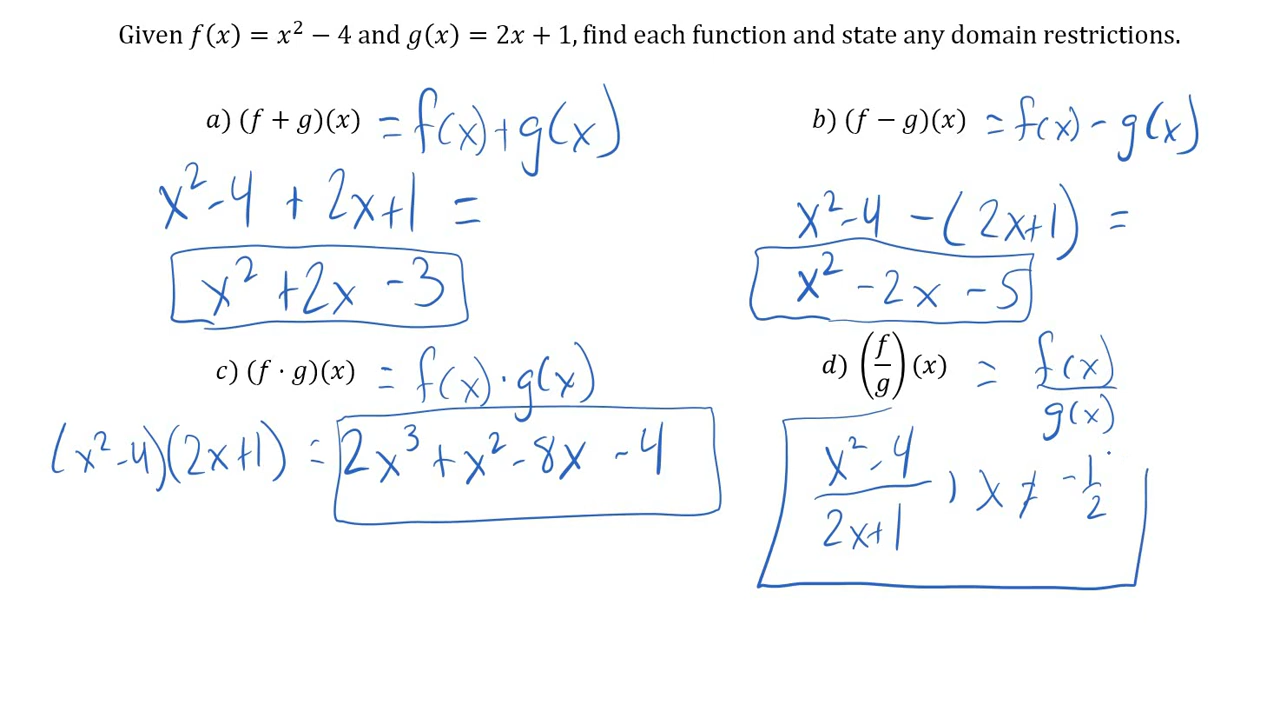 Given f(x) = x² − 4 and g(x) = 2x + 1, find each function and state any domain restrictions.
a) (f + g)(x) = f(x)+g(x)
x²-4 + 2x+1 =
x² +2x -3
b) (f − g)(x) = f(x) - g(x)
x²-4 -(2x+1) =
x² -2x -5
c) (f · g)(x) = f(x)·g(x)
(x²-4)(2x+1) = 2x³ +x² -8x -4
d) (f/g)(x) = f(x)/g(x)
x²-4/2x+1 , x ≠ -1/2